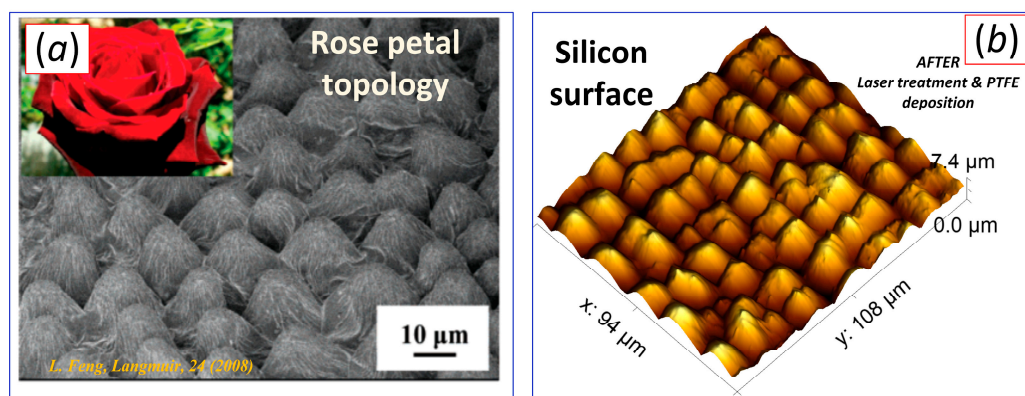 (a)
Rose petal
topology
10 μm
L. Feng, Langmuir, 24 (2008)
(b)
Silicon
surface
AFTER
Laser treatment & PTFE
deposition
7.4 μm
0.0 μm
x: 94 μm
y: 108 μm